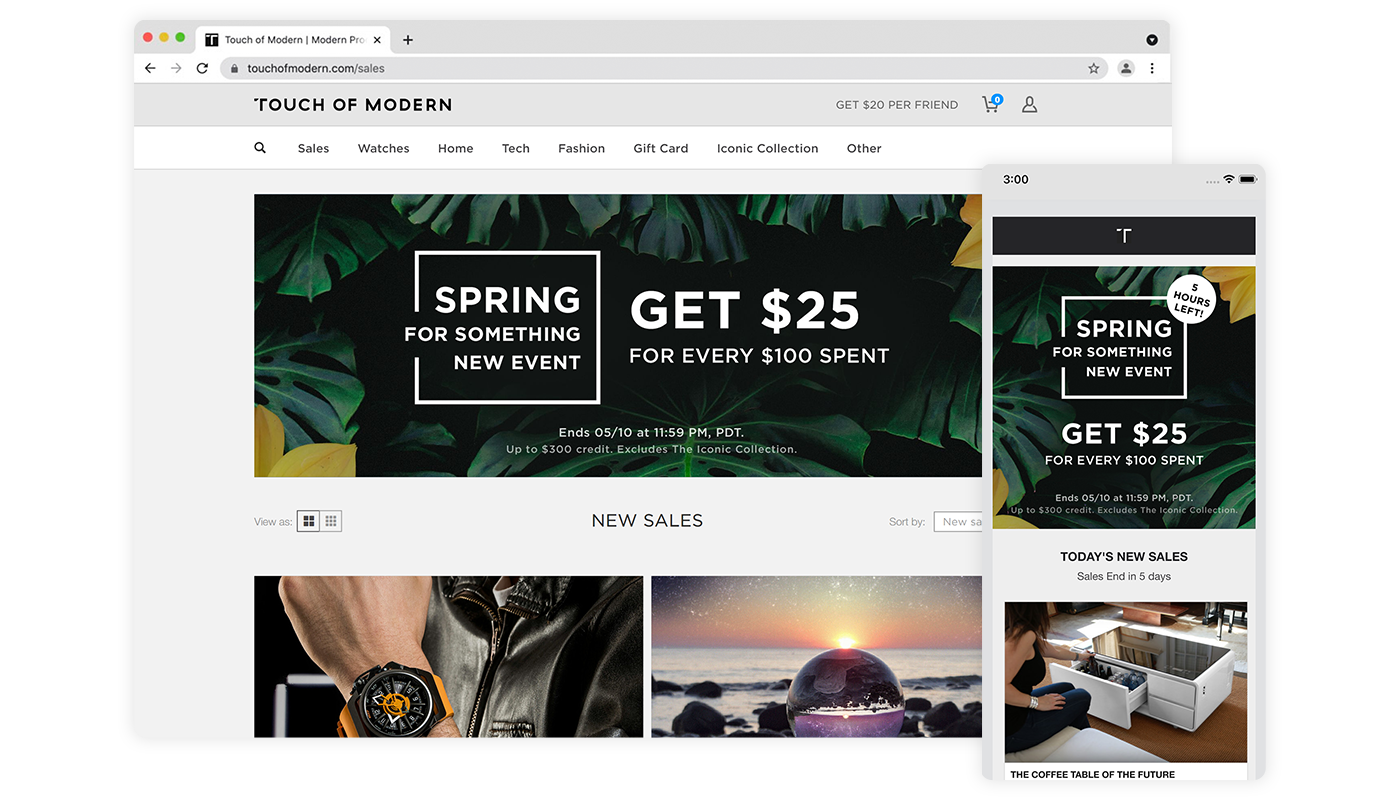 Touch of Modern | Modern Pro
touchofmodern.com/sales
TOUCH OF MODERN
GET $20 PER FRIEND
0
Sales Watches Home Tech Fashion Gift Card Iconic Collection Other
SPRING
FOR SOMETHING
NEW EVENT
GET $25
FOR EVERY $100 SPENT
Ends 05/10 at 11:59 PM, PDT.
Up to $300 credit. Excludes The Iconic Collection.
View as:
NEW SALES
Sort by: New sa
3:00
T
5
HOURS
LEFT!
SPRING
FOR SOMETHING
NEW EVENT
GET $25
FOR EVERY $100 SPENT
Ends 05/10 at 11:59 PM, PDT.
Up to $300 credit. Excludes The Iconic Collection.
TODAY'S NEW SALES
Sales End in 5 days
THE COFFEE TABLE OF THE FUTURE